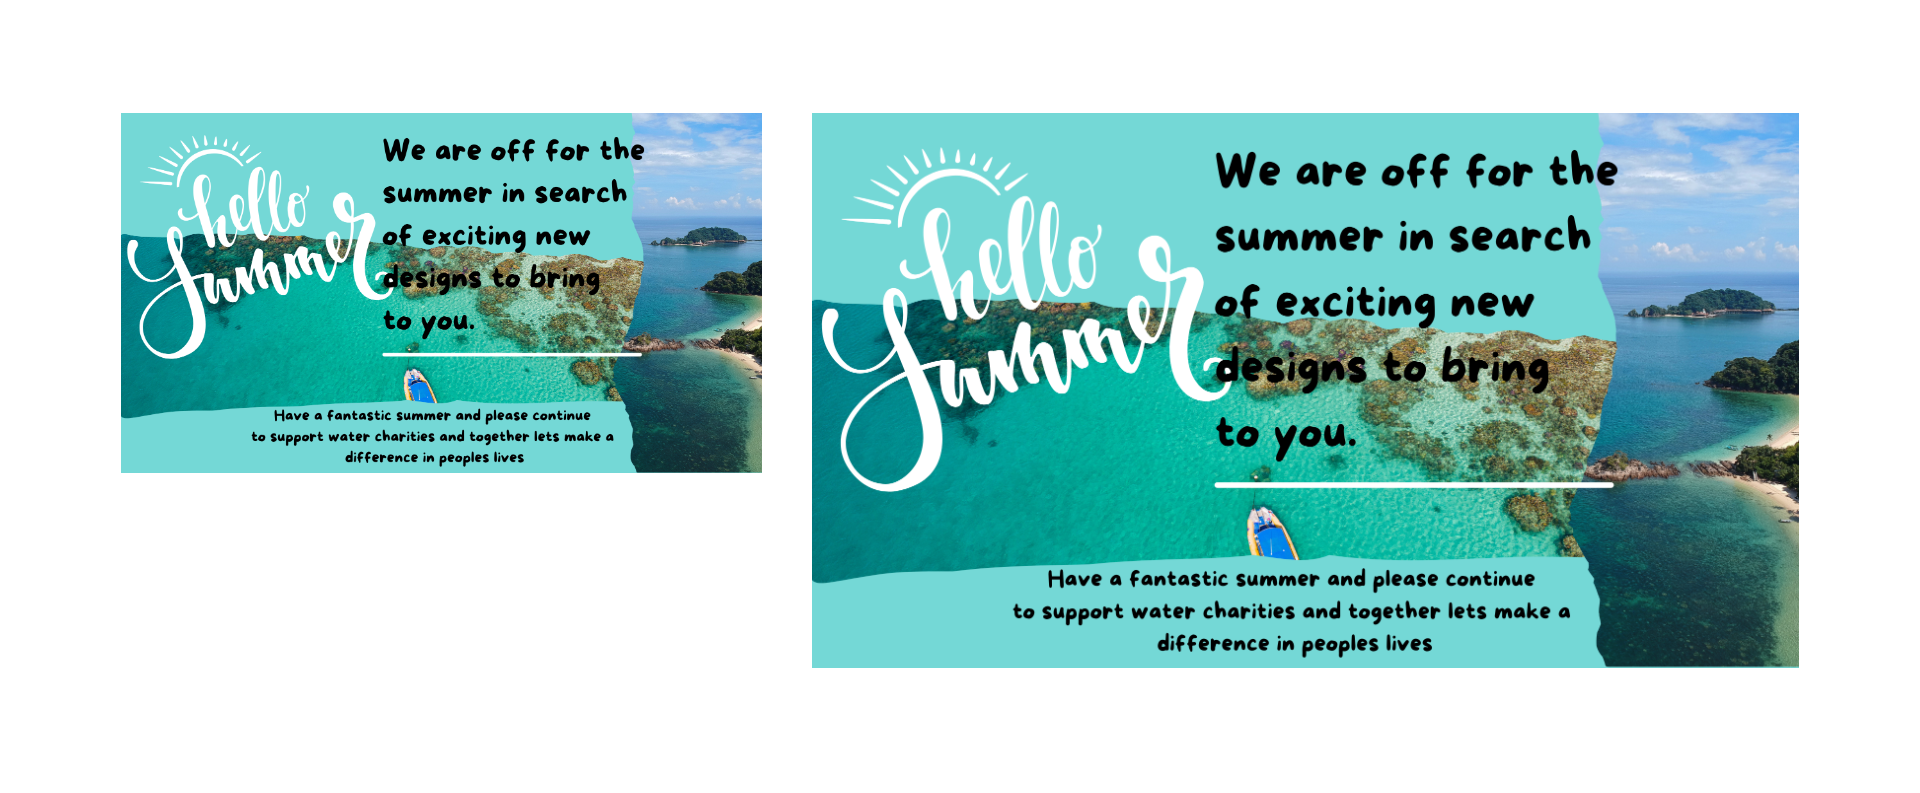 hello
Summer
We are off for the
summer in search
of exciting new
designs to bring
to you.
Have a fantastic summer and please continue
to support water charities and together lets make a
difference in peoples lives
hello
Summer
We are off for the
summer in search
of exciting new
designs to bring
to you.
Have a fantastic summer and please continue
to support water charities and together lets make a
difference in peoples lives